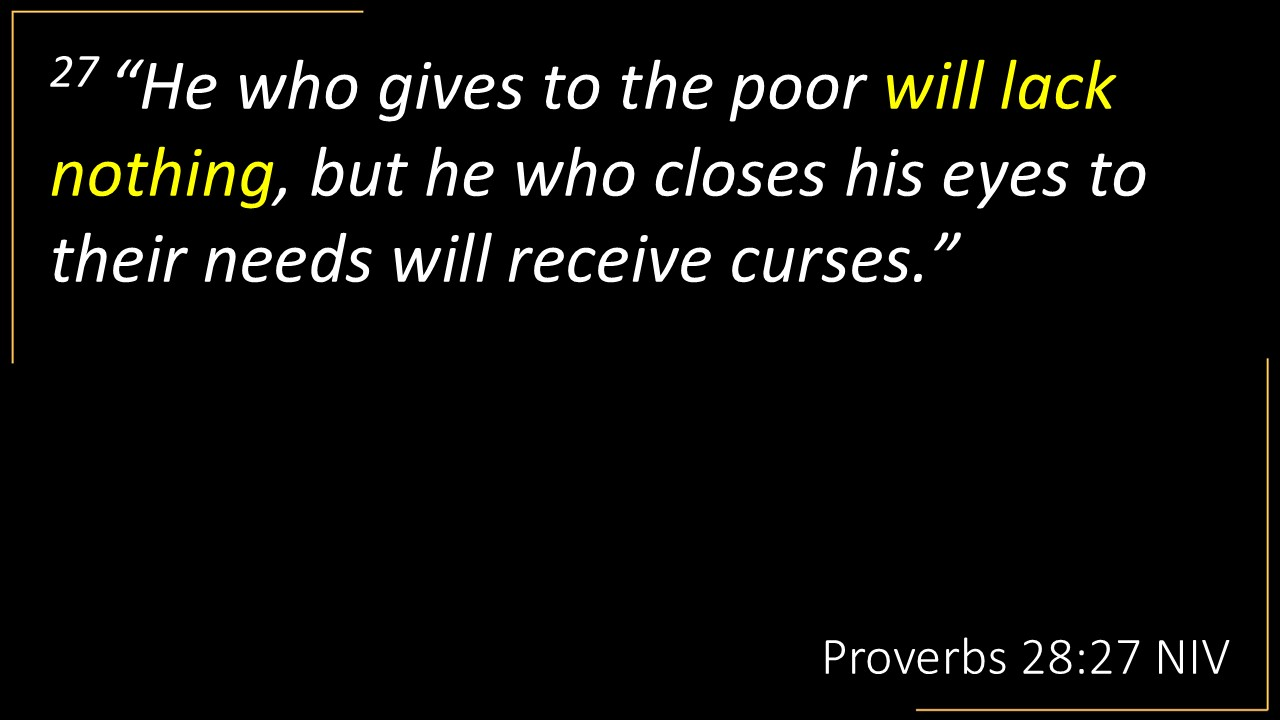 27 “He who gives to the poor will lack
nothing, but he who closes his eyes to
their needs will receive curses.”
Proverbs 28:27 NIV